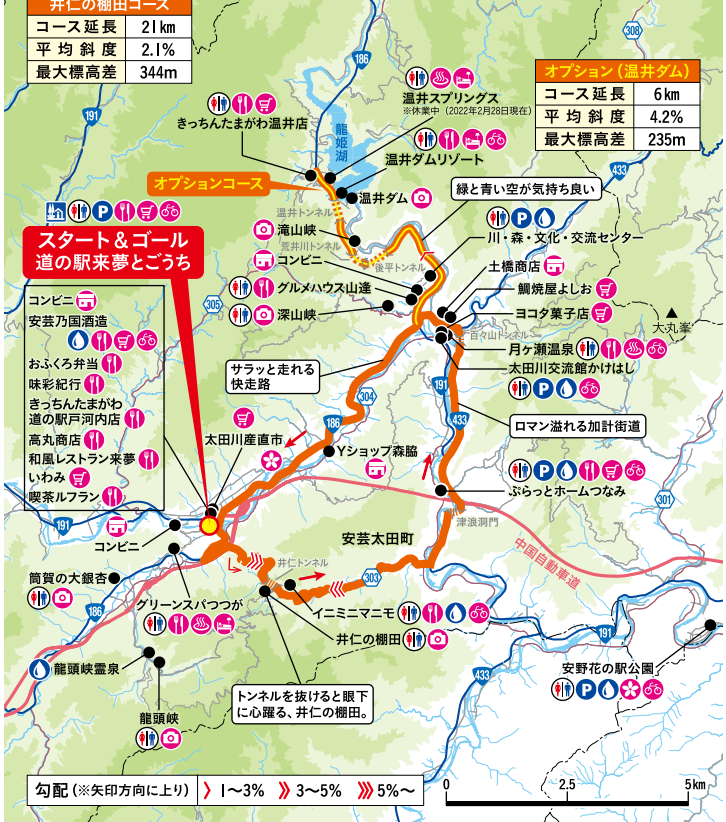 井仁の棚田コース
コース延長 21km
平均斜度 2.1%
最大標高差 344m
オプション(温井ダム)
コース延長 6km
平均斜度 4.2%
最大標高差 235m
308
186
191
433
温井スプリングス
※休業中(2022年2月28日現在)
きっちんたまがわ温井店
龍姫湖
温井ダムリゾート
オプションコース
温井ダム
緑と青い空が気持ち良い
温井トンネル
滝山峡
荒井川トンネル
川・森・文化・交流センター
コンビニ
後平トンネル
土橋商店
グルメハウス山逢
鯛焼屋よしお
深山峡
ヨコタ菓子店
大丸峯
百々山トンネル
月ヶ瀬温泉
太田川交流館かけはし
P
スタート&ゴール
道の駅来夢とごうち
305
コンビニ
安芸乃国酒造
おふくろ弁当
味彩紀行
きっちんたまがわ
道の駅戸河内店
高丸商店
和風レストラン来夢
いわみ
喫茶ルフラン
サラッと走れる
快走路
304
186
191
433
P
ロマン溢れる加計街道
太田川産直市
Yショップ森脇
P
ぷらっとホームつなみ
301
津浪洞門
安芸太田町
中国自動車道
191
コンビニ
井仁トンネル
303
筒賀の大銀杏
186
グリーンスパつつが
イニミニマニモ
井仁の棚田
191
433
安野花の駅公園
P
龍頭峡霊泉
龍頭峡
トンネルを抜けると眼下
に心躍る、井仁の棚田。
勾配(※矢印方向に上り) 1〜3% 3〜5% 5%〜
0 2.5 5km